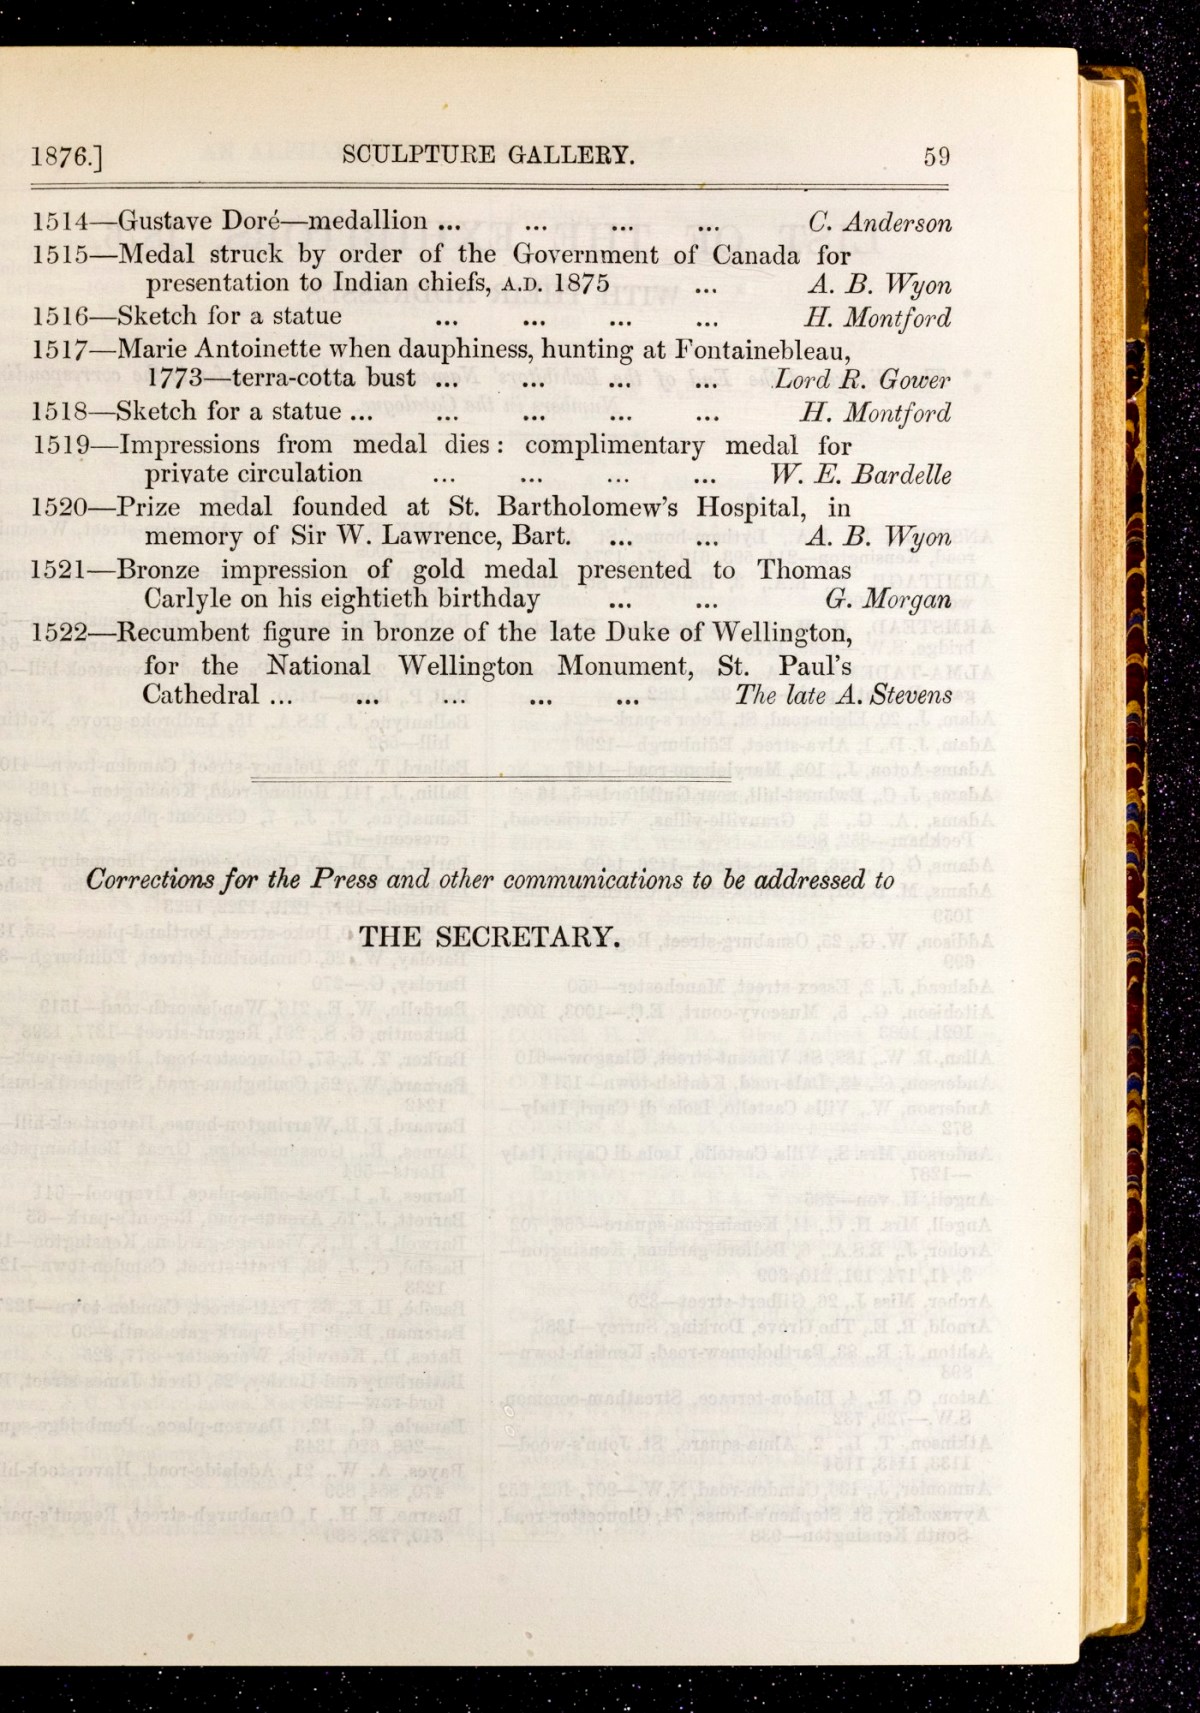 1876.] SCULPTURE GALLERY. 59
1514—Gustave Doré—medallion ... ... ... ... C. Anderson
1515—Medal struck by order of the Government of Canada for
presentation to Indian chiefs, A.D. 1875 ... A. B. Wyon
1516—Sketch for a statue ... ... ... ... H. Montford
1517—Marie Antoinette when dauphiness, hunting at Fontainebleau,
1773—terra-cotta bust ... ... ... ... Lord R. Gower
1518—Sketch for a statue ... ... ... ... ... H. Montford
1519—Impressions from medal dies: complimentary medal for
private circulation ... ... ... ... W. E. Bardelle
1520—Prize medal founded at St. Bartholomew's Hospital, in
memory of Sir W. Lawrence, Bart. ... ... A. B. Wyon
1521—Bronze impression of gold medal presented to Thomas
Carlyle on his eightieth birthday ... ... G. Morgan
1522—Recumbent figure in bronze of the late Duke of Wellington,
for the National Wellington Monument, St. Paul's
Cathedral ... ... ... ... ... The late A. Stevens
Corrections for the Press and other communications to be addressed to
THE SECRETARY.